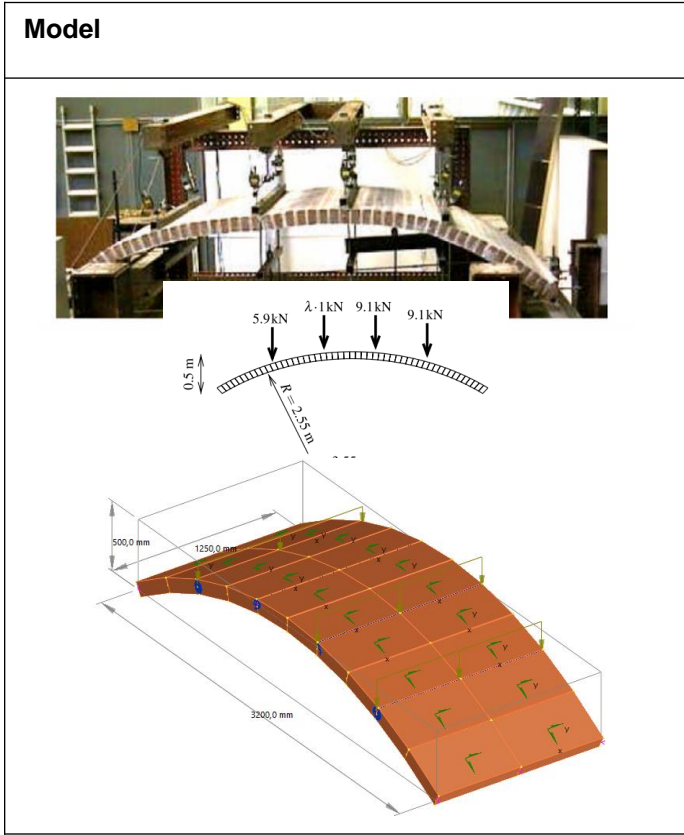 Model
5.9kN
λ·1kN
9.1kN
9.1kN
0.5 m
R = 2.55 m
500,0 mm
1250,0 mm
3200,0 mm
y
x
y
x
y
x
y
x
y
x
y
x
y
x